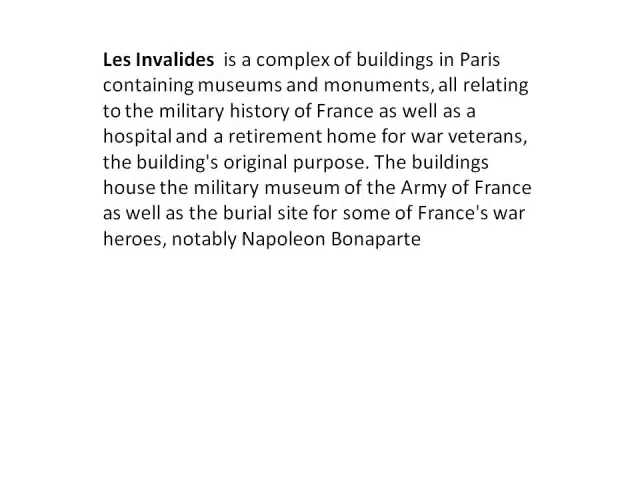 Les Invalides is a complex of buildings in Paris
containing museums and monuments, all relating
to the military history of France as well as a
hospital and a retirement home for war veterans,
the building's original purpose. The buildings
house the military museum of the Army of France
as well as the burial site for some of France's war
heroes, notably Napoleon Bonaparte